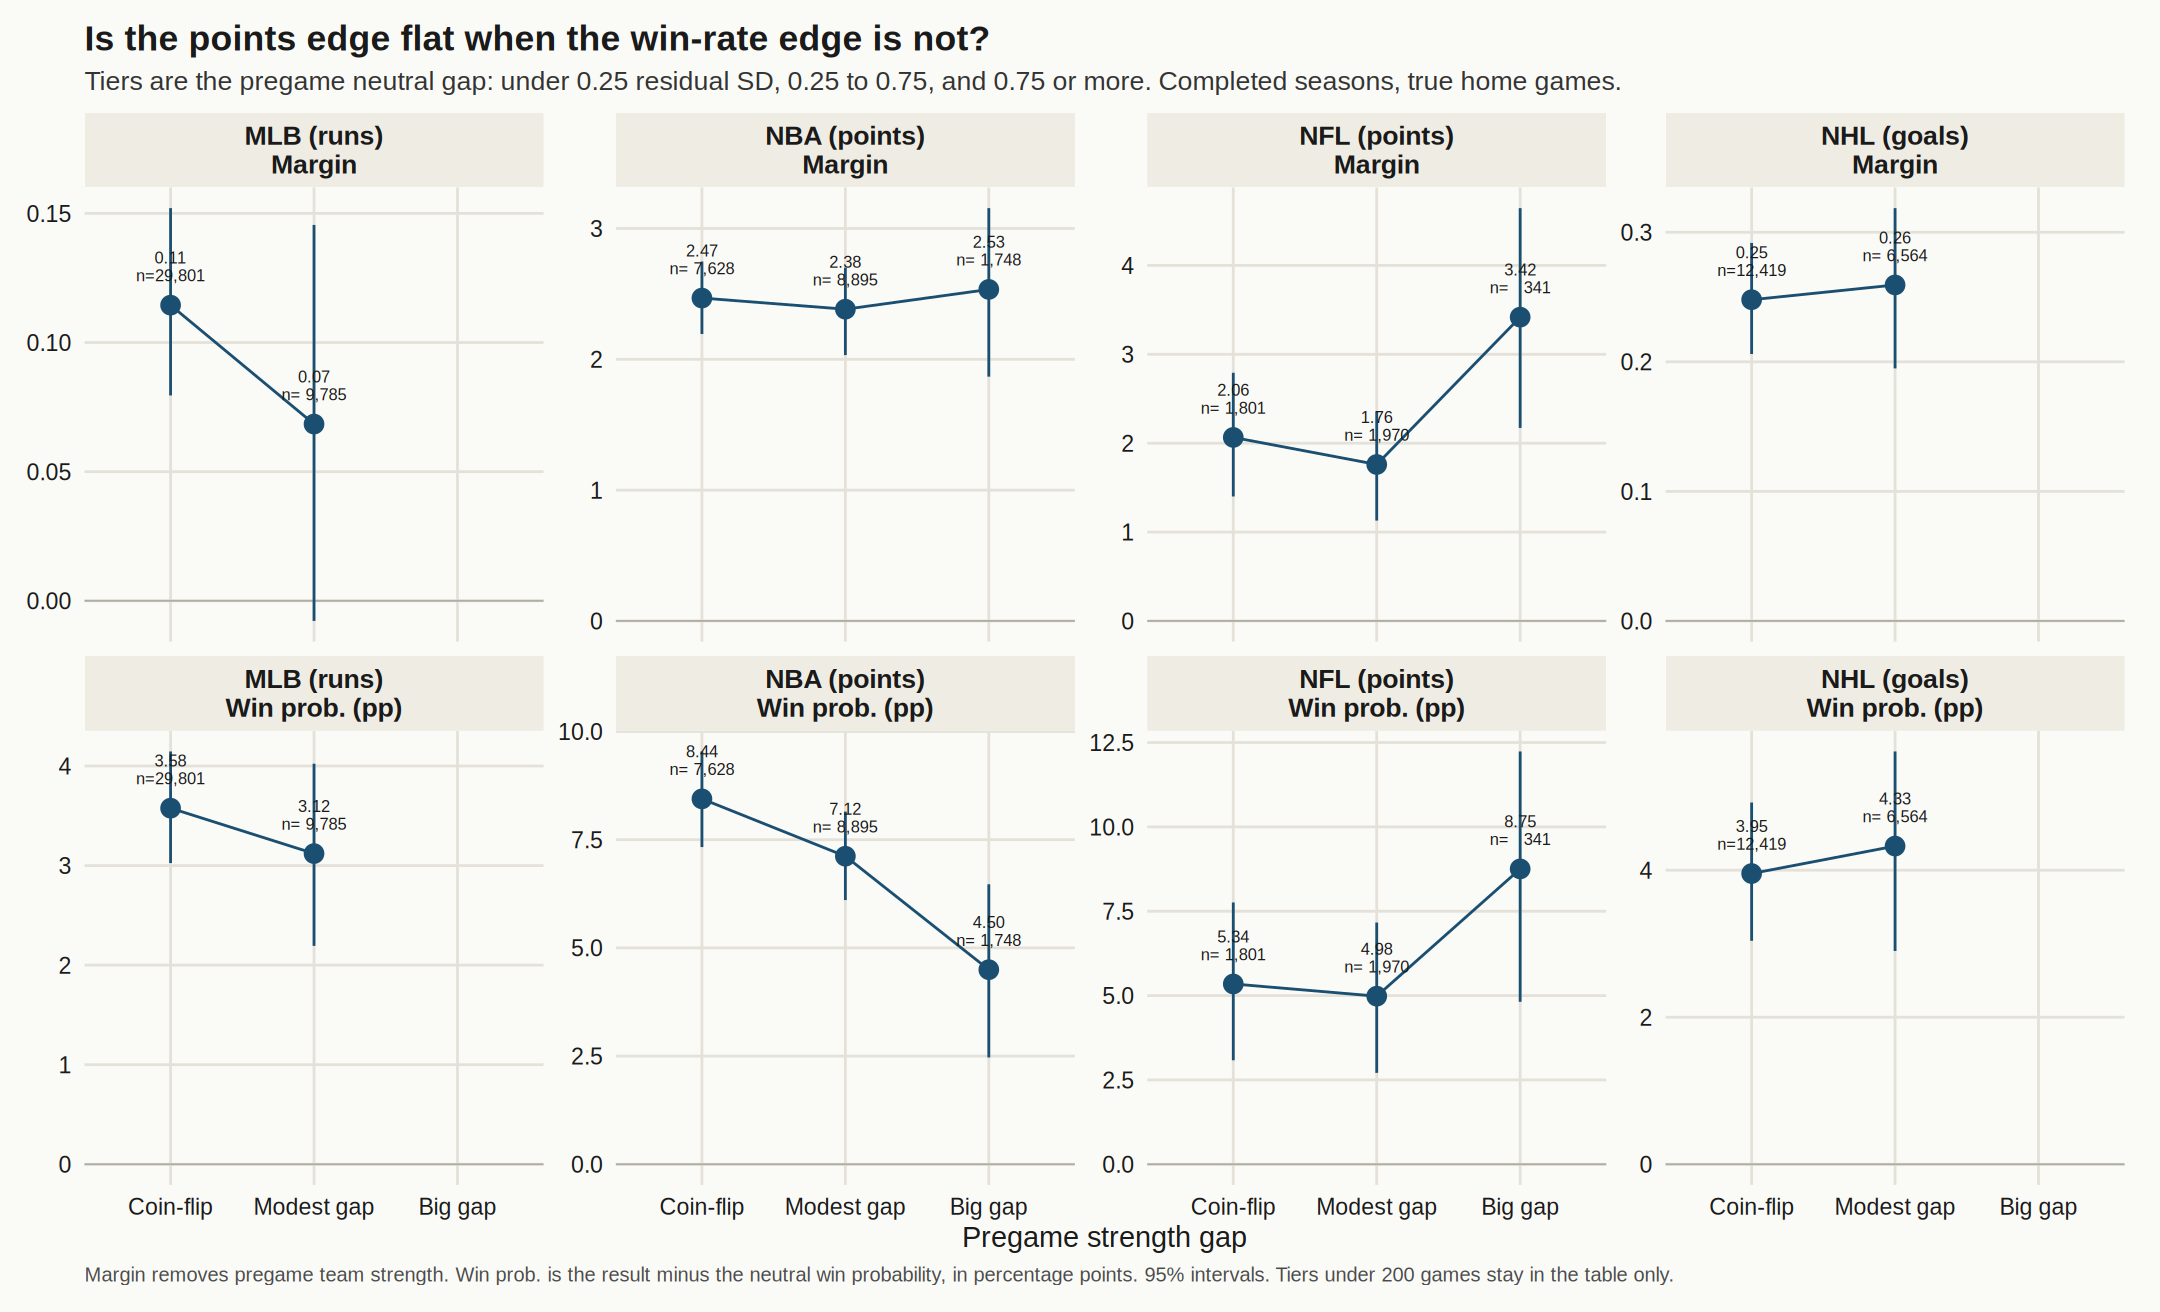 Is the points edge flat when the win-rate edge is not?
Tiers are the pregame neutral gap: under 0.25 residual SD, 0.25 to 0.75, and 0.75 or more. Completed seasons, true home games.
MLB (runs)
Margin
0.15
0.10
0.05
0.00
0.11
n=29,801
0.07
n= 9,785
NBA (points)
Margin
3
2
1
0
2.47
n= 7,628
2.38
n= 8,895
2.53
n= 1,748
NFL (points)
Margin
4
3
2
1
0
2.06
n= 1,801
1.76
n= 1,970
3.42
n= 341
NHL (goals)
Margin
0.3
0.2
0.1
0.0
0.25
n=12,419
0.26
n= 6,564
MLB (runs)
Win prob. (pp)
4
3
2
1
0
3.58
n=29,801
3.12
n= 9,785
Coin-flip Modest gap Big gap
NBA (points)
Win prob. (pp)
10.0
7.5
5.0
2.5
0.0
8.44
n= 7,628
7.12
n= 8,895
4.50
n= 1,748
Coin-flip Modest gap Big gap
NFL (points)
Win prob. (pp)
12.5
10.0
7.5
5.0
2.5
0.0
5.34
n= 1,801
4.98
n= 1,970
8.75
n= 341
Coin-flip Modest gap Big gap
NHL (goals)
Win prob. (pp)
4
2
0
3.95
n=12,419
4.33
n= 6,564
Coin-flip Modest gap Big gap
Pregame strength gap
Margin removes pregame team strength. Win prob. is the result minus the neutral win probability, in percentage points. 95% intervals. Tiers under 200 games stay in the table only.